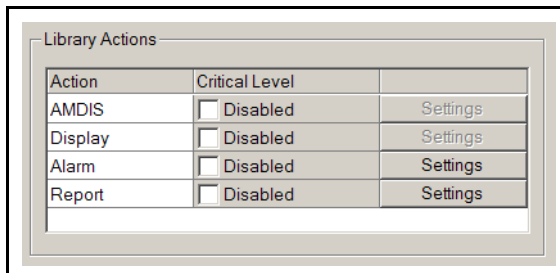 Library Actions
Action Critical Level
AMDIS Disabled Settings
Display Disabled Settings
Alarm Disabled Settings
Report Disabled Settings